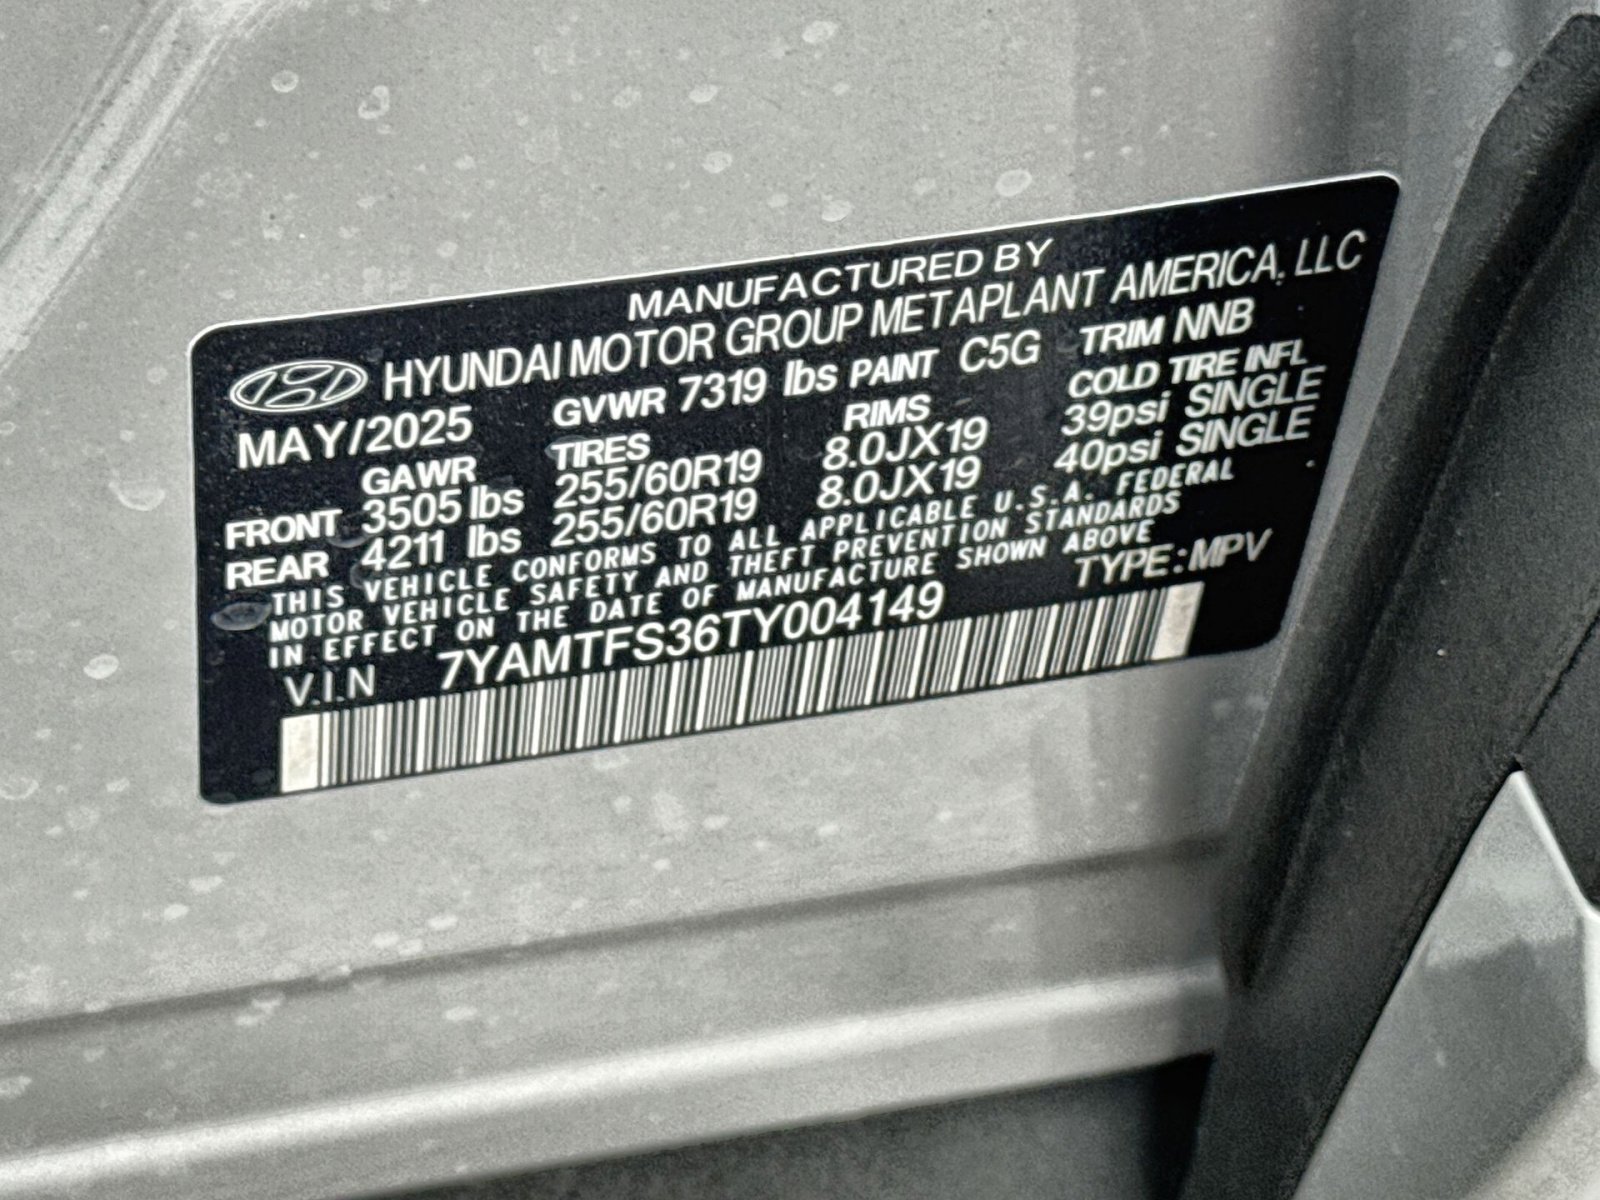 MANUFACTURED BY
HYUNDAI MOTOR GROUP METAPLANT AMERICA, LLC
MAY/2025 GVWR 7319 lbs PAINT C5G TRIM NNB
GAWR TIRES RIMS COLD TIRE INFL
FRONT 3505 lbs 255/60R19 8.0JX19 39psi SINGLE
REAR 4211 lbs 255/60R19 8.0JX19 40psi SINGLE
THIS VEHICLE CONFORMS TO ALL APPLICABLE U.S.A. FEDERAL
MOTOR VEHICLE SAFETY AND THEFT PREVENTION STANDARDS
IN EFFECT ON THE DATE OF MANUFACTURE SHOWN ABOVE
V.I.N 7YAMTFS36TY004149 TYPE:MPV